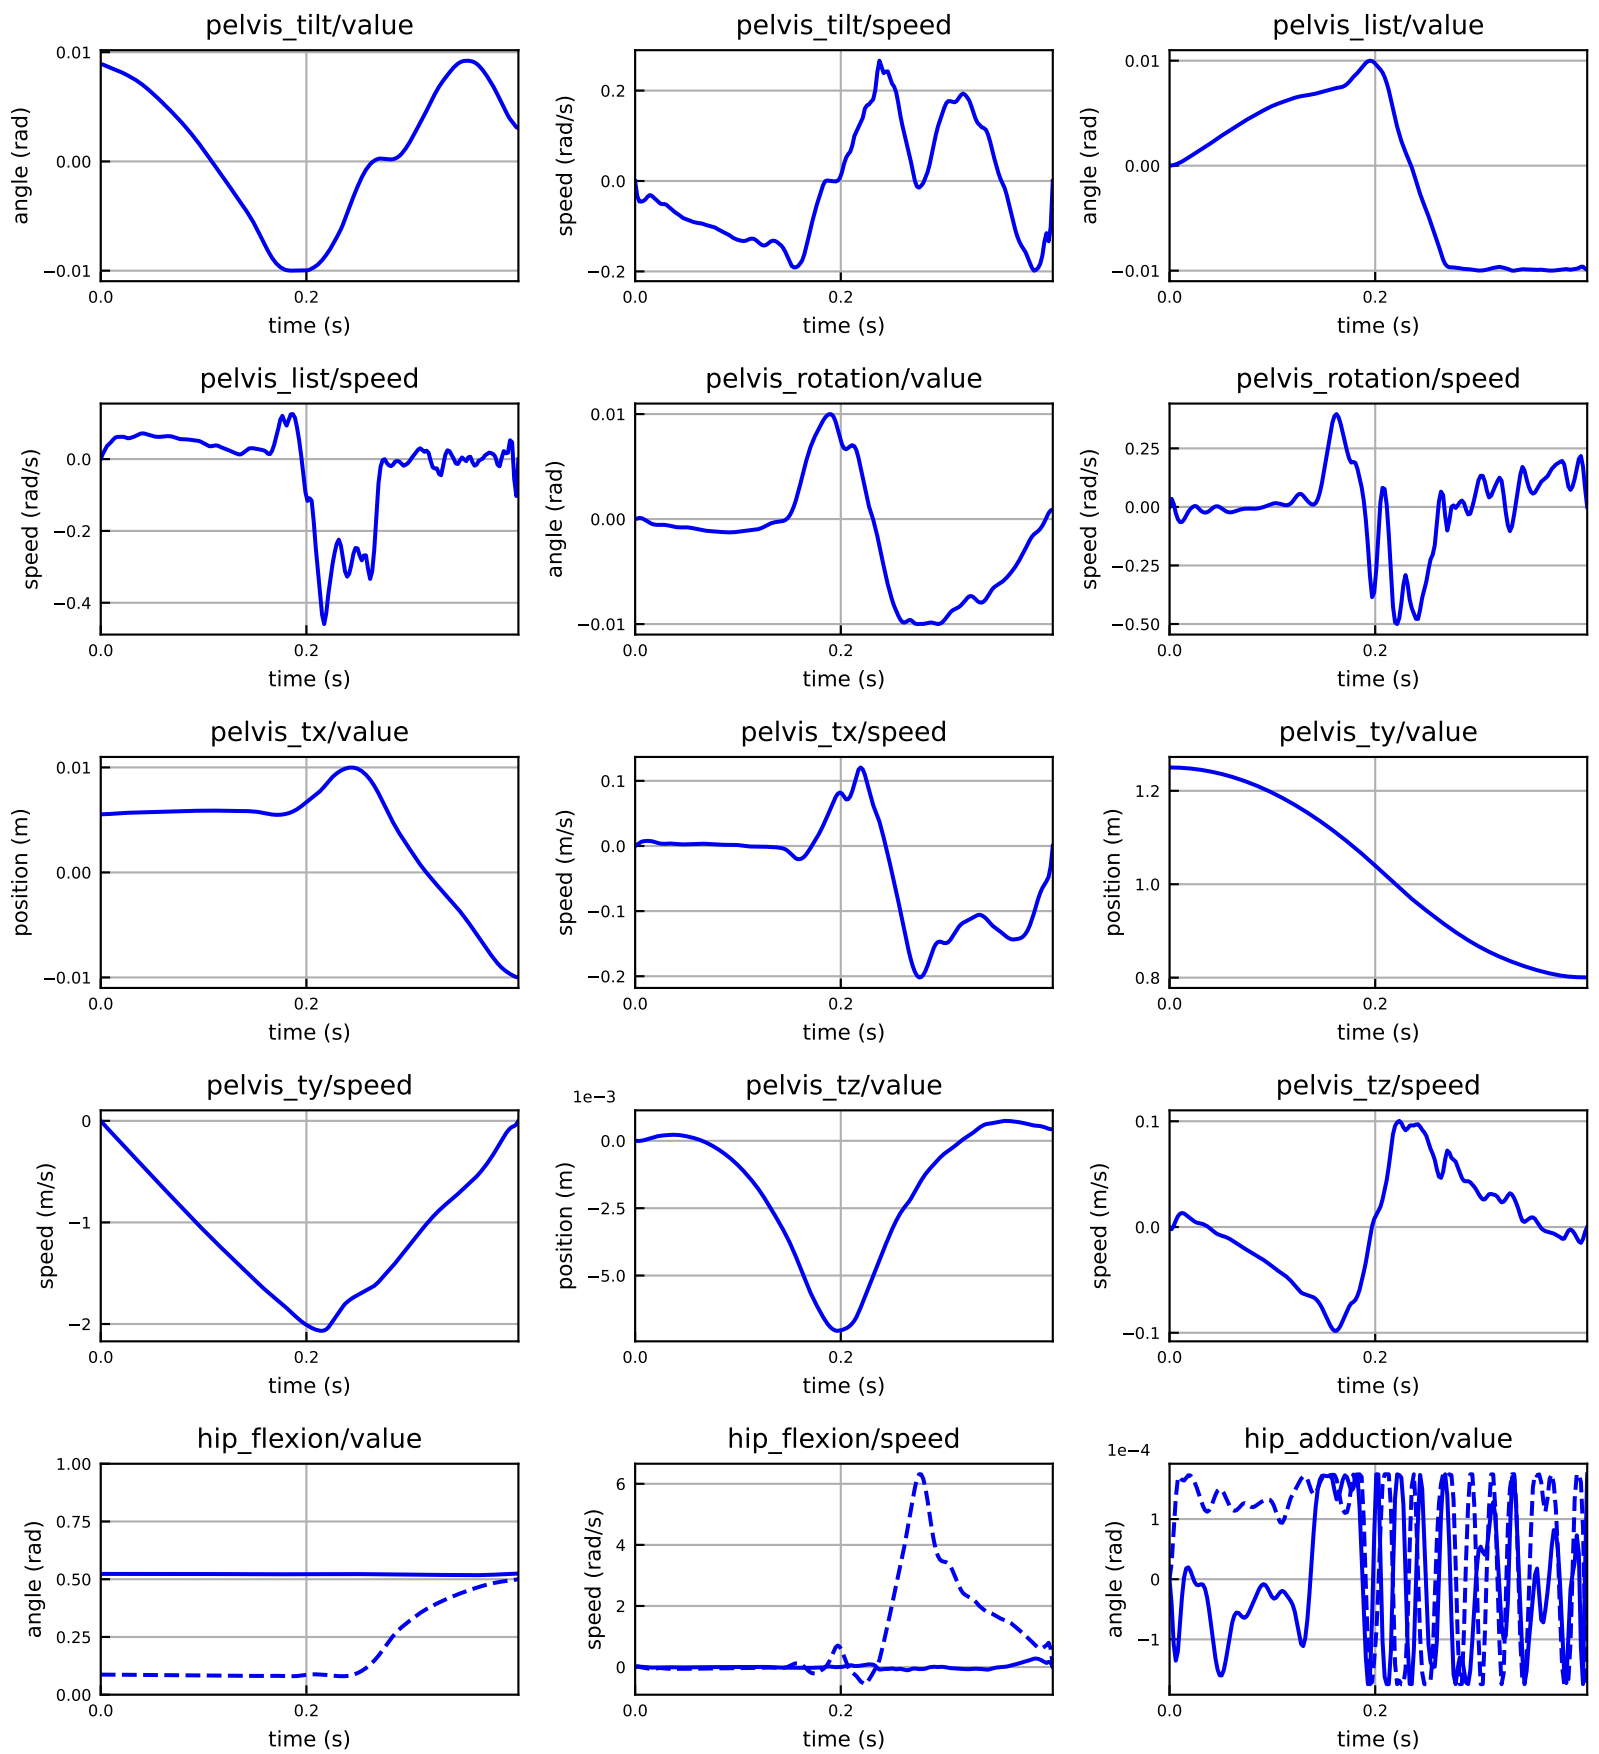 pelvis_tilt/value
pelvis_tilt/speed
pelvis_list/value
0.01
0.00
−0.01
angle (rad)
0.0
0.2
time (s)
0.2
0.0
−0.2
speed (rad/s)
0.0
0.2
time (s)
0.01
0.00
−0.01
angle (rad)
0.0
0.2
time (s)
pelvis_list/speed
pelvis_rotation/value
pelvis_rotation/speed
0.0
−0.2
−0.4
speed (rad/s)
0.0
0.2
time (s)
0.01
0.00
−0.01
angle (rad)
0.0
0.2
time (s)
0.25
0.00
−0.25
−0.50
speed (rad/s)
0.0
0.2
time (s)
pelvis_tx/value
pelvis_tx/speed
pelvis_ty/value
0.01
0.00
−0.01
position (m)
0.0
0.2
time (s)
0.1
0.0
−0.1
−0.2
speed (m/s)
0.0
0.2
time (s)
1.2
1.0
0.8
position (m)
0.0
0.2
time (s)
pelvis_ty/speed
pelvis_tz/value
pelvis_tz/speed
0
−1
−2
speed (m/s)
0.0
0.2
time (s)
1e−3
0.0
−2.5
−5.0
position (m)
0.0
0.2
time (s)
0.1
0.0
−0.1
speed (m/s)
0.0
0.2
time (s)
hip_flexion/value
hip_flexion/speed
hip_adduction/value
1.00
0.75
0.50
0.25
0.00
angle (rad)
0.0
0.2
time (s)
6
4
2
0
speed (rad/s)
0.0
0.2
time (s)
1e−4
1
0
−1
angle (rad)
0.0
0.2
time (s)